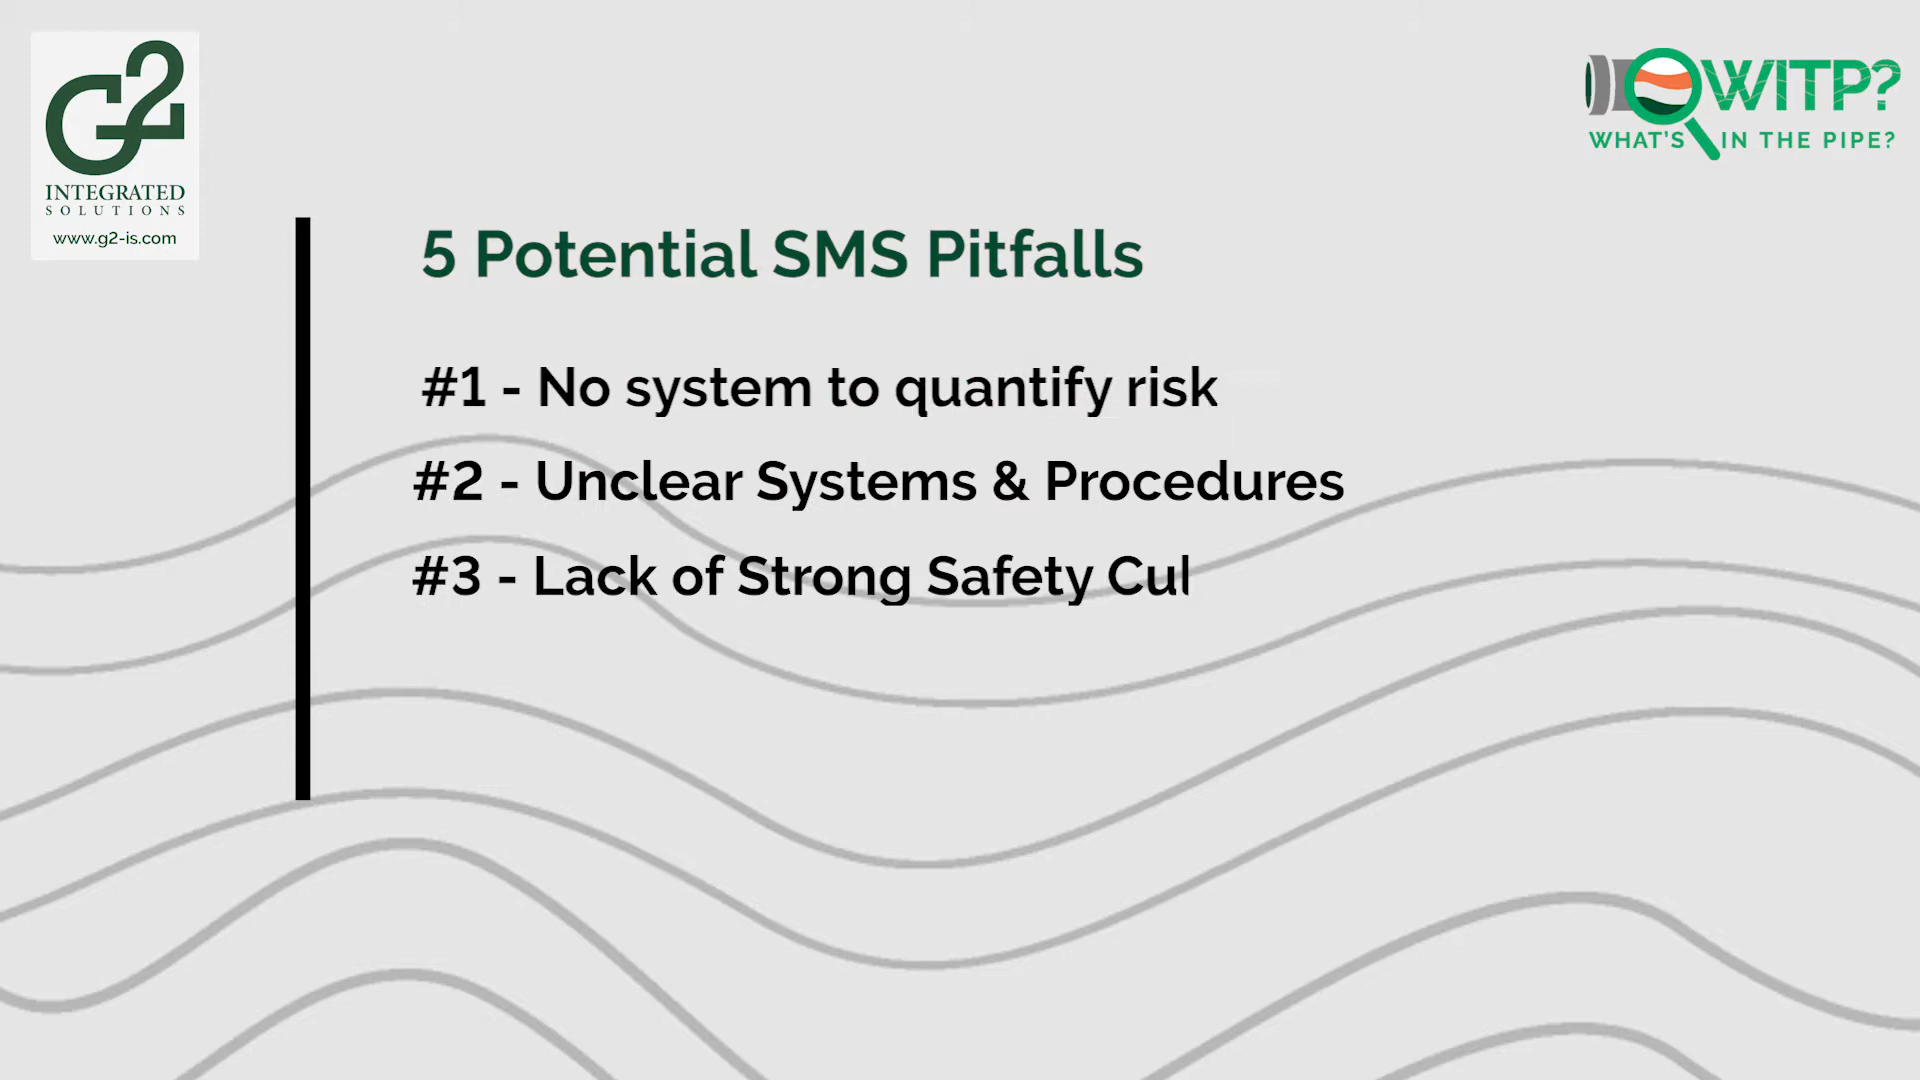 G2
INTEGRATED
SOLUTIONS
www.g2-is.com
WITP?
WHAT'S IN THE PIPE?
5 Potential SMS Pitfalls
#1 - No system to quantify risk
#2 - Unclear Systems & Procedures
#3 - Lack of Strong Safety Cul